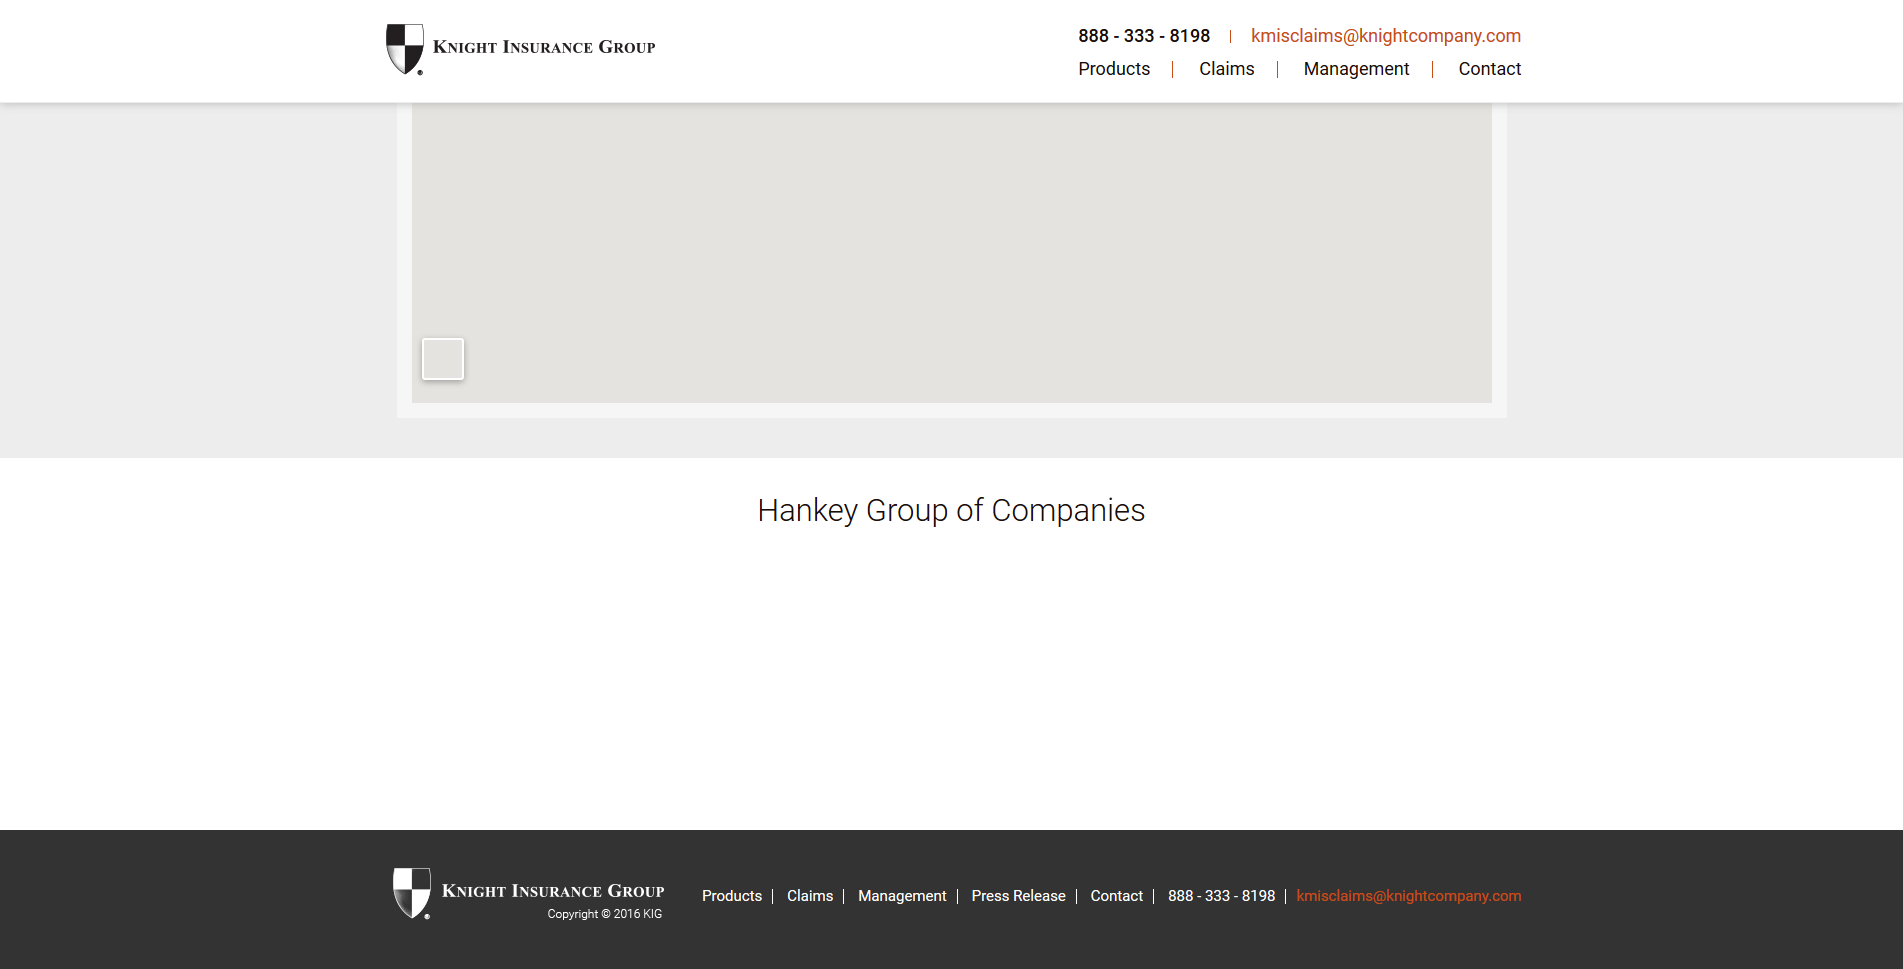 KNIGHT INSURANCE GROUP
888 - 333 - 8198 | kmisclaims@knightcompany.com
Products | Claims | Management | Contact
Hankey Group of Companies
KNIGHT INSURANCE GROUP
Copyright © 2016 KIG
Products | Claims | Management | Press Release | Contact | 888 - 333 - 8198 | kmisclaims@knightcompany.com